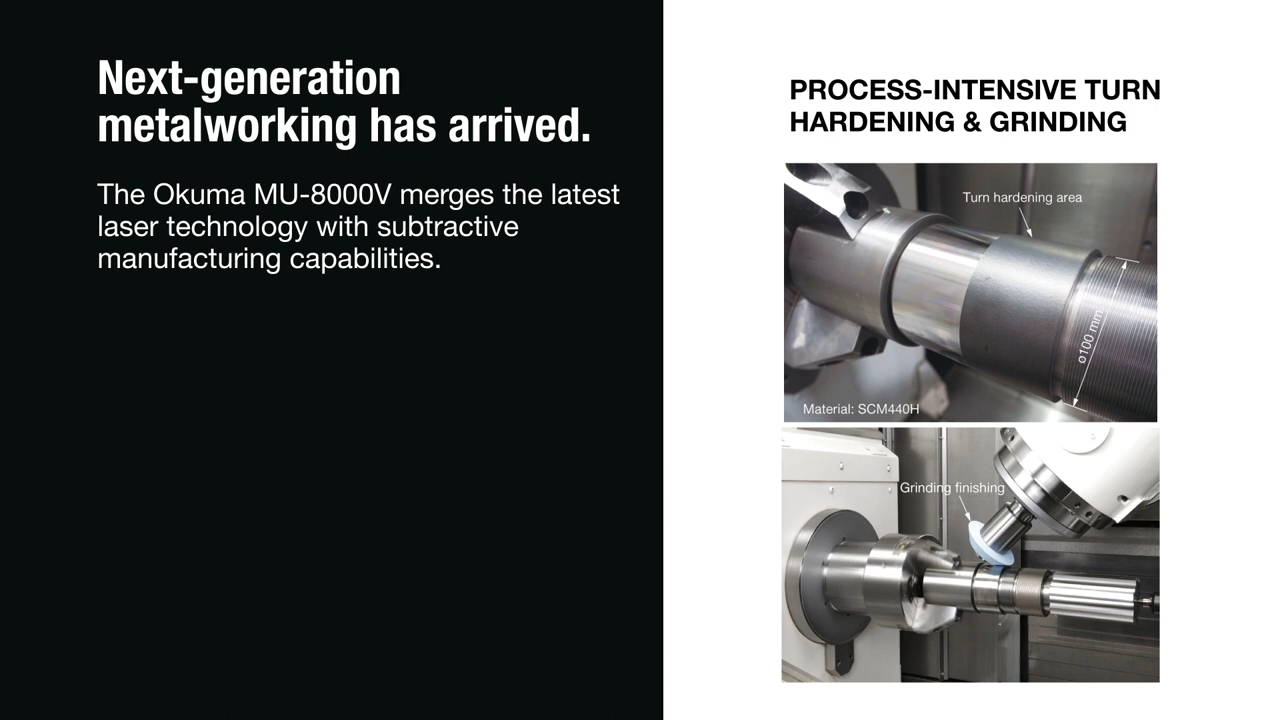 Next-generation
metalworking has arrived.
The Okuma MU-8000V merges the latest
laser technology with subtractive
manufacturing capabilities.
PROCESS-INTENSIVE TURN
HARDENING & GRINDING
Turn hardening area
ø100 mm
Material: SCM440H
Grinding finishing